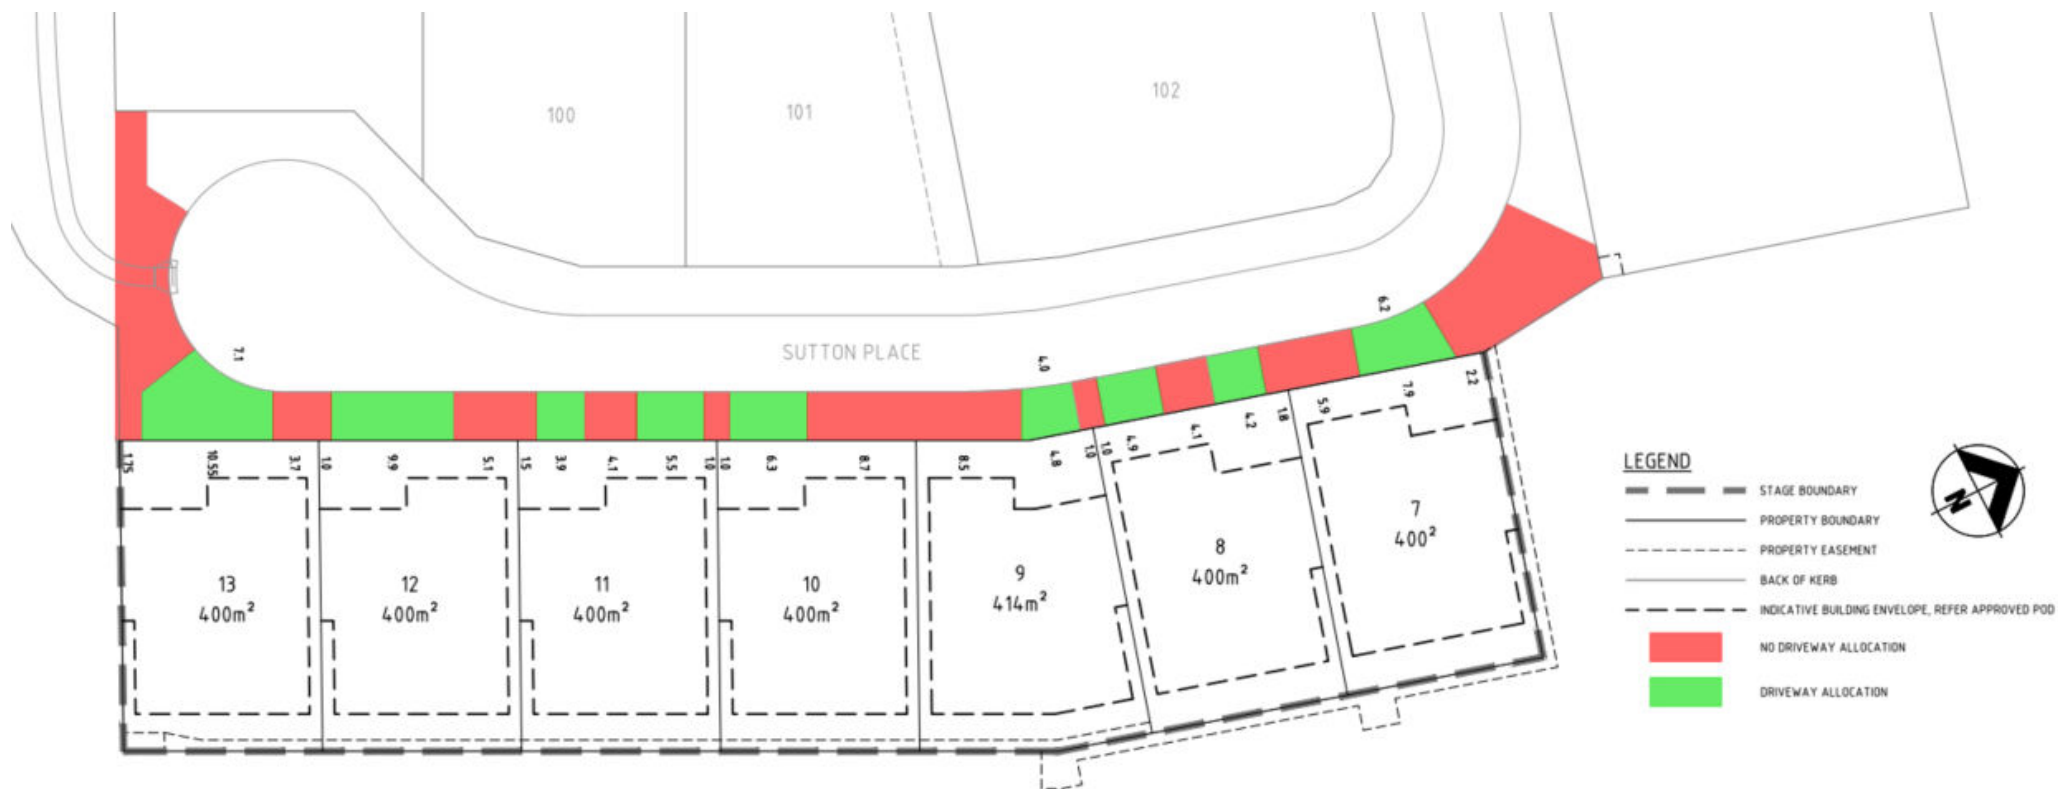 100
101
102
SUTTON PLACE
7.1
4.0
6.2
1.75
10.55
3.7
1.0
9.9
5.1
1.5
3.9
4.1
5.5
1.0
1.0
6.3
8.7
8.5
4.8
1.0
1.0
4.9
4.1
4.2
1.8
5.9
7.9
2.2
13
400m²
12
400m²
11
400m²
10
400m²
9
414m²
8
400m²
7
400²
LEGEND
STAGE BOUNDARY
PROPERTY BOUNDARY
PROPERTY EASEMENT
BACK OF KERB
INDICATIVE BUILDING ENVELOPE, REFER APPROVED POD
NO DRIVEWAY ALLOCATION
DRIVEWAY ALLOCATION
N